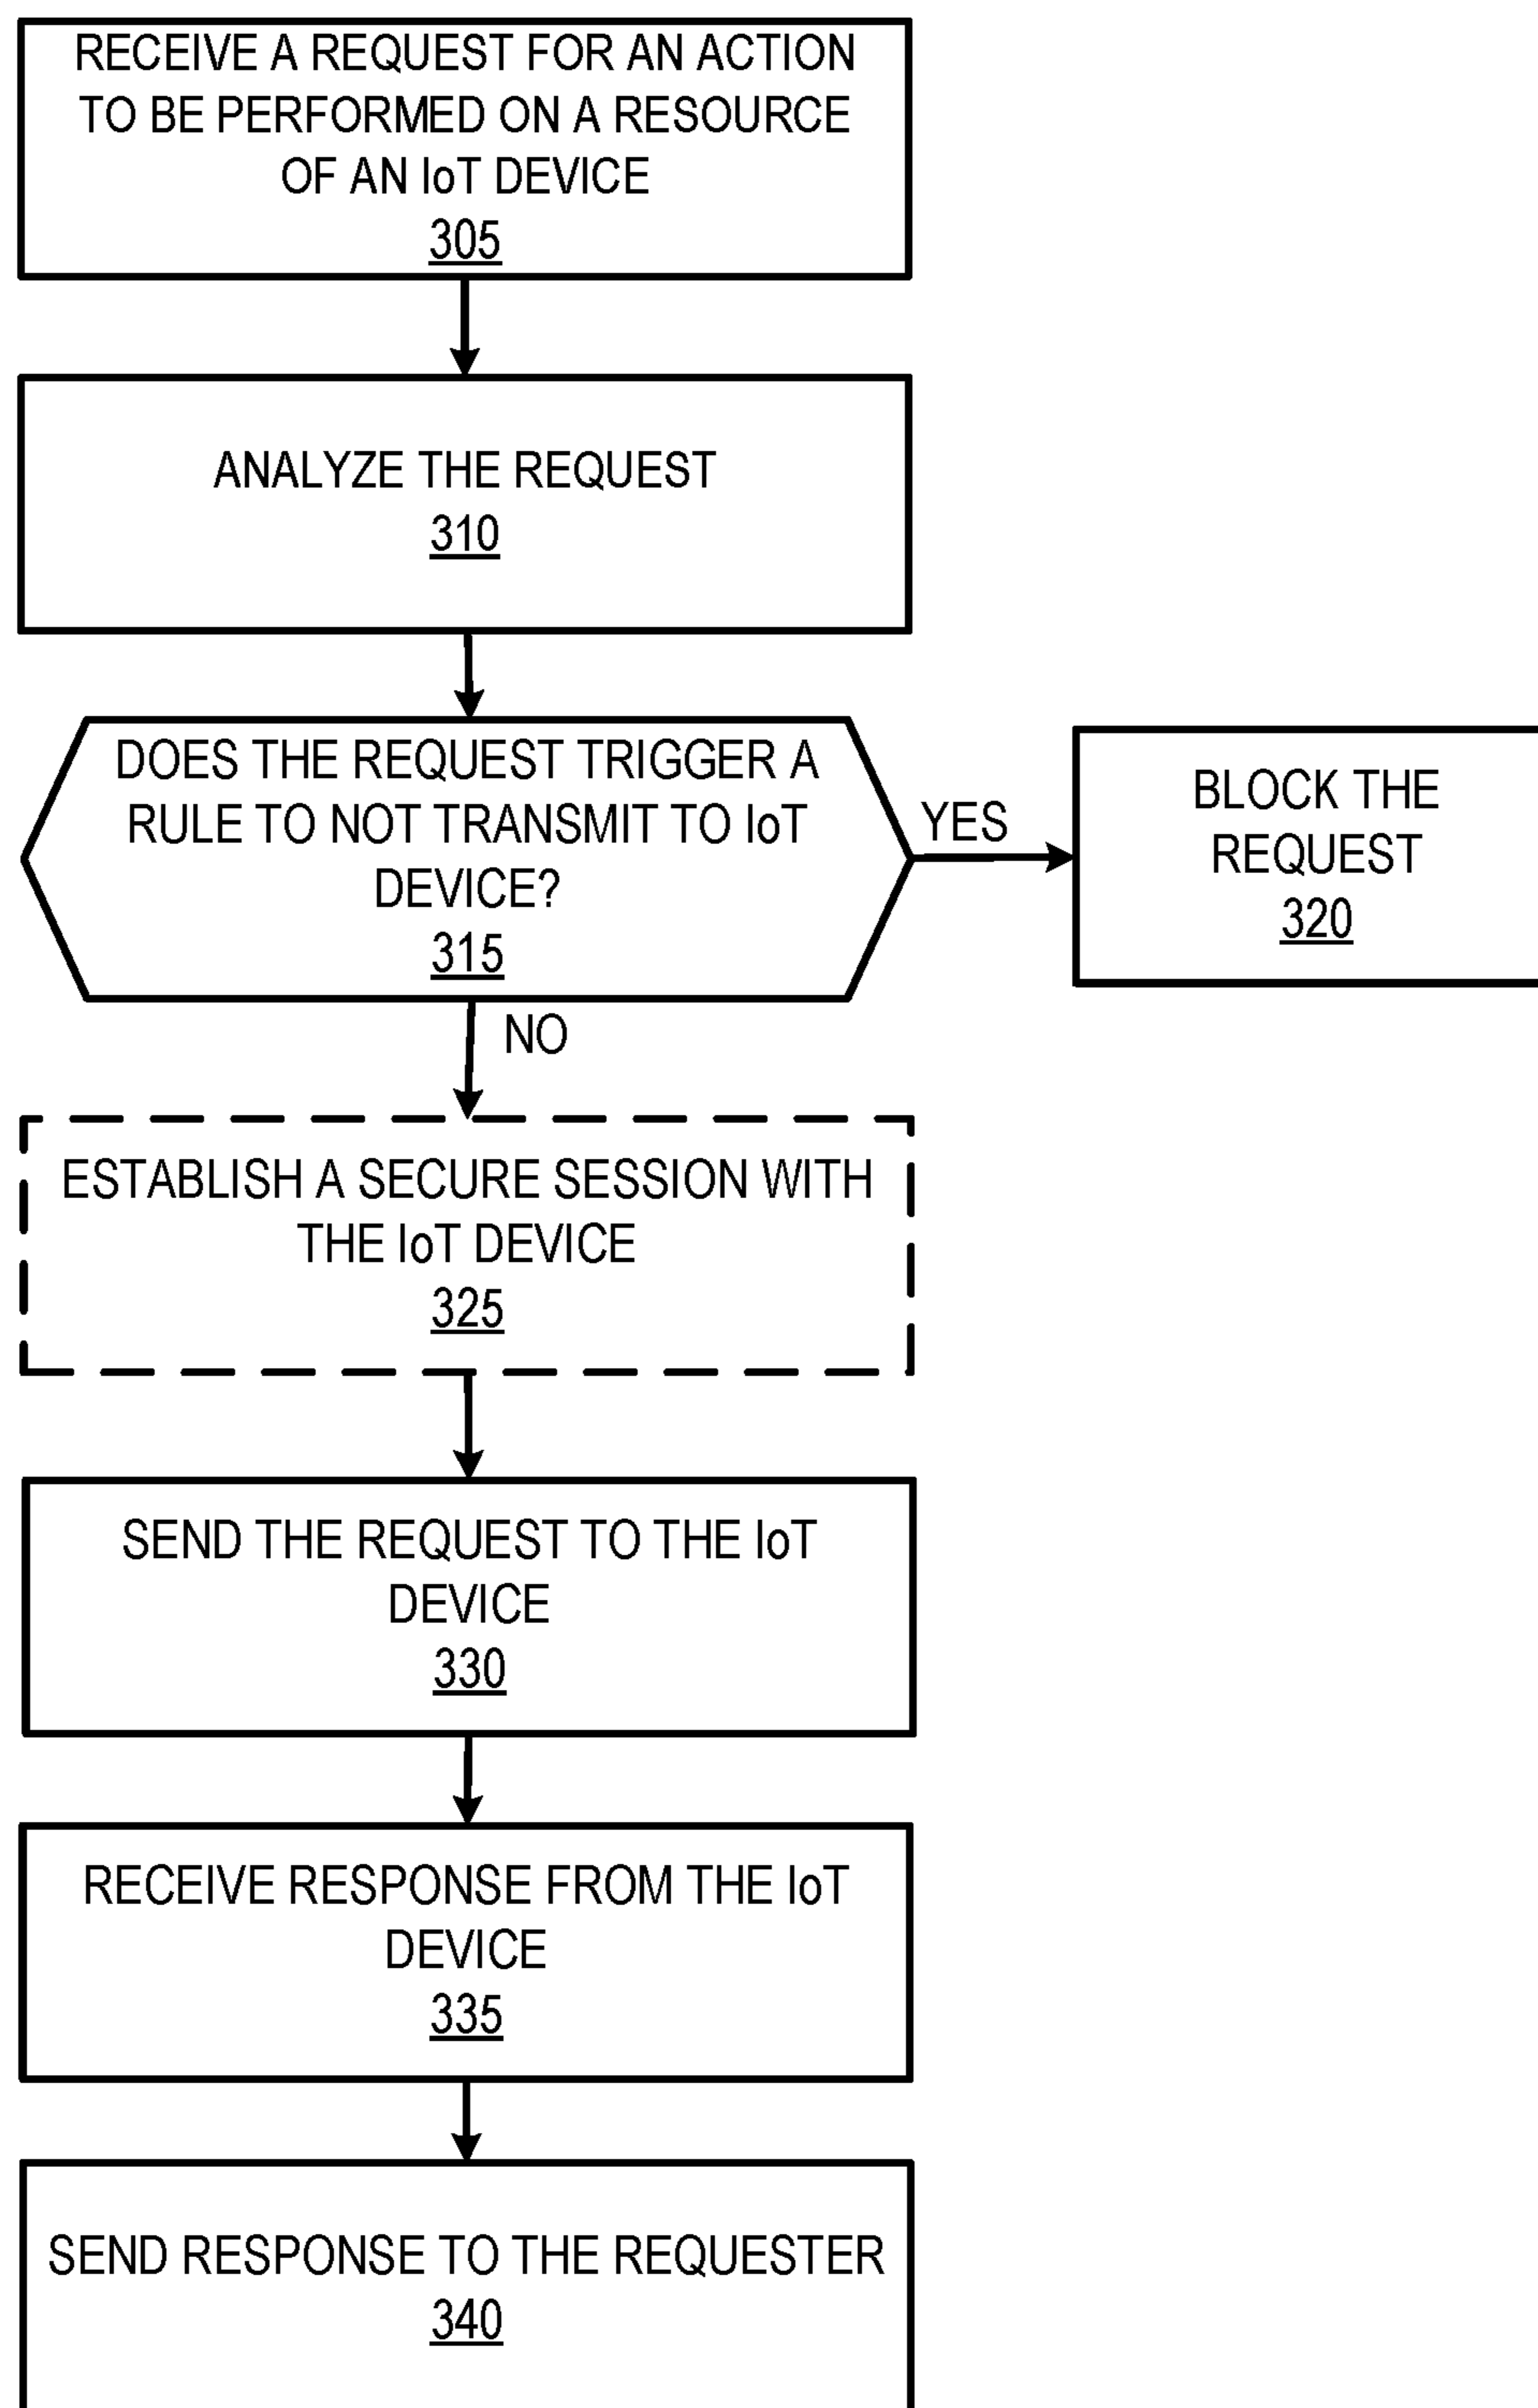 RECEIVE A REQUEST FOR AN ACTION
TO BE PERFORMED ON A RESOURCE
OF AN IoT DEVICE
305
ANALYZE THE REQUEST
310
DOES THE REQUEST TRIGGER A
RULE TO NOT TRANSMIT TO IoT
DEVICE?
315
YES
BLOCK THE
REQUEST
320
NO
ESTABLISH A SECURE SESSION WITH
THE IoT DEVICE
325
SEND THE REQUEST TO THE IoT
DEVICE
330
RECEIVE RESPONSE FROM THE IoT
DEVICE
335
SEND RESPONSE TO THE REQUESTER
340